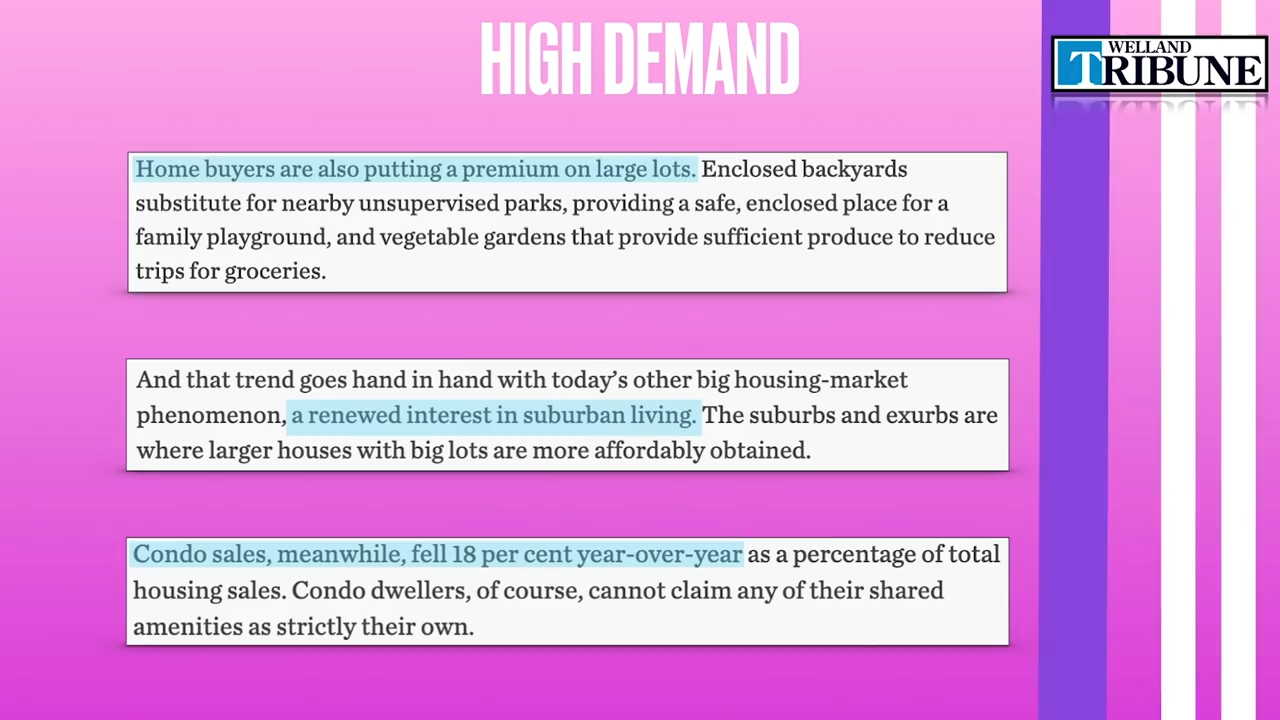 HIGH DEMAND
WELLAND
TRIBUNE
Home buyers are also putting a premium on large lots. Enclosed backyards
substitute for nearby unsupervised parks, providing a safe, enclosed place for a
family playground, and vegetable gardens that provide sufficient produce to reduce
trips for groceries.
And that trend goes hand in hand with today’s other big housing-market
phenomenon, a renewed interest in suburban living. The suburbs and exurbs are
where larger houses with big lots are more affordably obtained.
Condo sales, meanwhile, fell 18 per cent year-over-year as a percentage of total
housing sales. Condo dwellers, of course, cannot claim any of their shared
amenities as strictly their own.